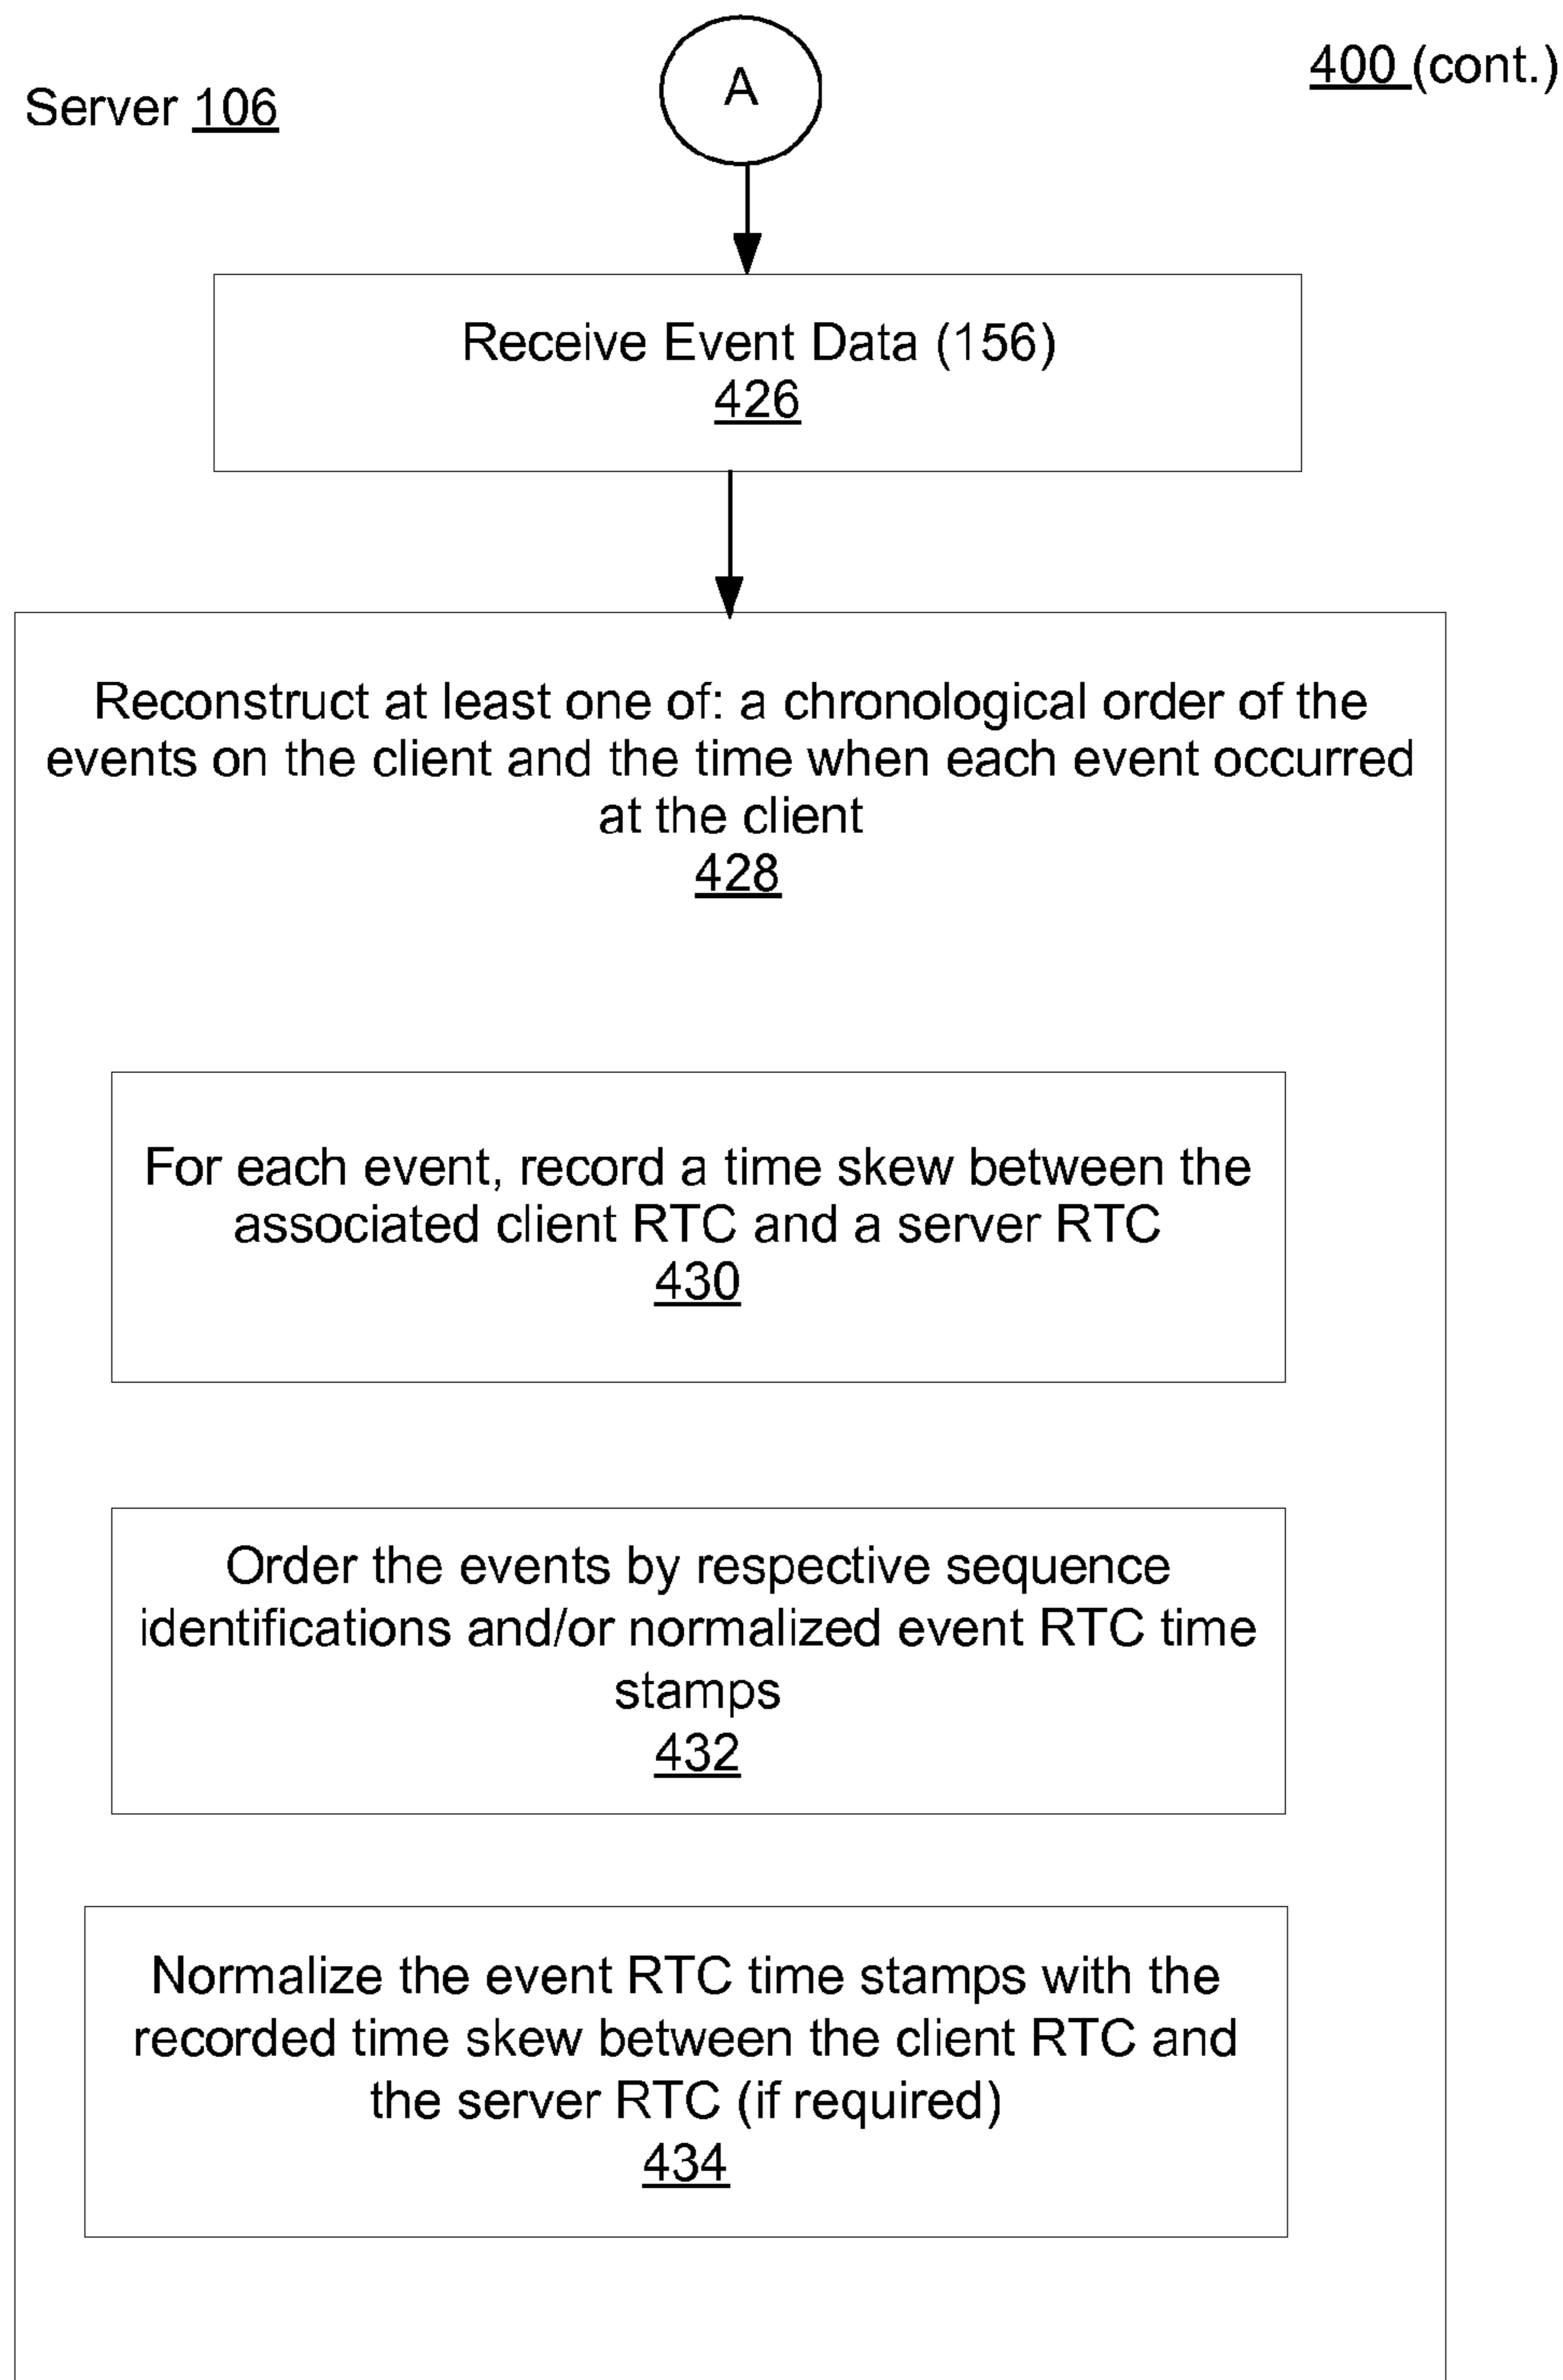 A
400 (cont.)
Server 106
Receive Event Data (156)
426
Reconstruct at least one of: a chronological order of the
events on the client and the time when each event occurred
at the client
428
For each event, record a time skew between the
associated client RTC and a server RTC
430
Order the events by respective sequence
identifications and/or normalized event RTC time
stamps
432
Normalize the event RTC time stamps with the
recorded time skew between the client RTC and
the server RTC (if required)
434